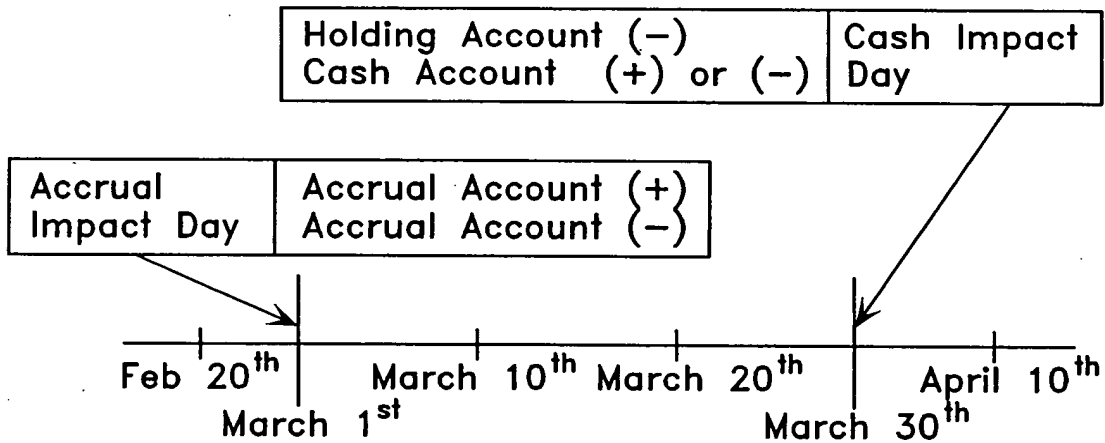 Holding Account (-)
Cash Account (+) or (-)
Cash Impact
Day
Accrual
Impact Day
Accrual Account (+)
Accrual Account (-)
Feb 20th
March 1st
March 10th
March 20th
March 30th
April 10th